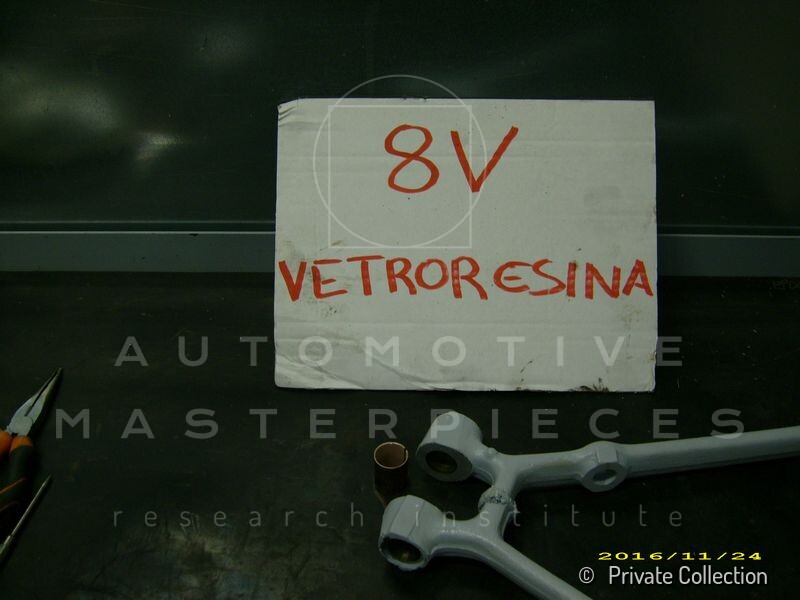 8V
VETRORESINA
AUTOMOTIVE
MASTERPIECES
research institute
2016/11/24
© Private Collection